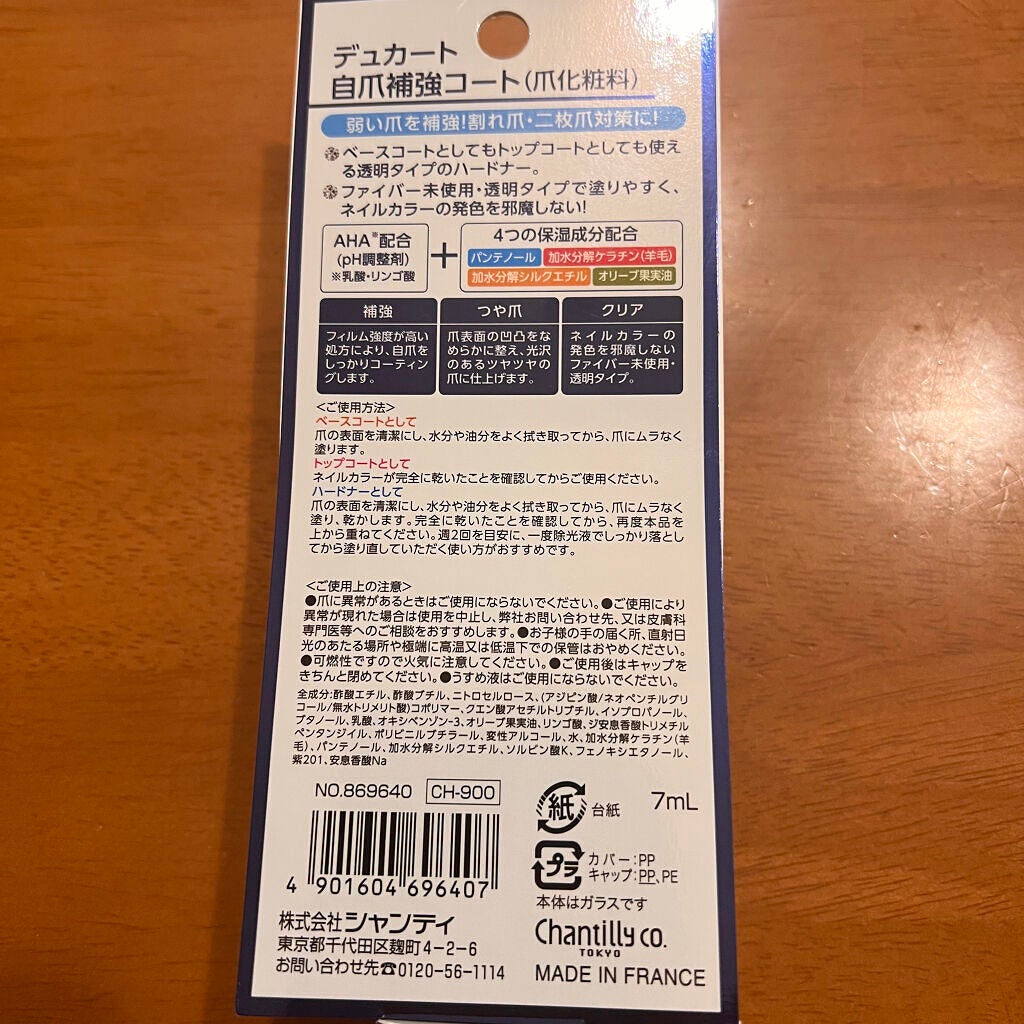 デュカート
自爪補強コート(爪化粧料)
弱い爪を補強!割れ爪・二枚爪対策に!
ベースコートとしてもトップコートとしても使え
る透明タイプのハードナー。
ファイバー未使用・透明タイプで塗りやすく、
ネイルカラーの発色を邪魔しない!
AHA※配合
(pH調整剤)
※乳酸・リンゴ酸
+
4つの保湿成分配合
パンテノール 加水分解ケラチン(羊毛)
加水分解シルクエチル オリーブ果実油
補強
フィルム強度が高い
処方により、自爪を
しっかりコーティン
グします。
つや爪
爪表面の凹凸をな
めらかに整え、光沢
のあるツヤツヤの
爪に仕上げます。
クリア
ネイルカラーの
発色を邪魔しない
ファイバー未使用・
透明タイプ。
<ご使用方法>
ベースコートとして
爪の表面を清潔にし、水分や油分をよく拭き取ってから、爪にムラなく
塗ります。
トップコートとして
ネイルカラーが完全に乾いたことを確認してからご使用ください。
ハードナーとして
爪の表面を清潔にし、水分や油分をよく拭き取ってから、爪にムラなく
塗り、乾かします。完全に乾いたことを確認してから、再度本品を
上から重ねてください。週2回を目安に、一度除光液でしっかり落とし
てから塗り直していただく使い方がおすすめです。
<ご使用上の注意>
●爪に異常があるときはご使用にならないでください。●ご使用により
異常が現れた場合は使用を中止し、弊社お問い合わせ先、又は皮膚科
専門医等へのご相談をおすすめします。●お子様の手の届く所、直射日
光のあたる場所や極端に高温又は低温下での保管はおやめください。
●可燃性ですので火気に注意してください。●ご使用後はキャップを
きちんと閉めてください。●うすめ液はご使用にならないでください。
全成分:酢酸エチル、酢酸ブチル、ニトロセルロース、(アジピン酸/ネオペンチルグリ
コール/無水トリメリト酸)コポリマー、クエン酸アセチルトリブチル、イソプロパノール、
ブタノール、乳酸、オキシベンゾン-3、オリーブ果実油、リンゴ酸、ジ安息香酸トリメチル
ペンタンジイル、ポリビニルブチラール、変性アルコール、水、加水分解ケラチン(羊
毛)、パンテノール、加水分解シルクエチル、ソルビン酸K、フェノキシエタノール、
紫201、安息香酸Na
NO.869640 CH-900
紙 台紙 7mL
プラ カバー:PP
キャップ:PP、PE
本体はガラスです
4 901604 696407
株式会社シャンティ
東京都千代田区麹町4-2-6
お問い合わせ先☎0120-56-1114
Chantilly CO.
TOKYO
MADE IN FRANCE